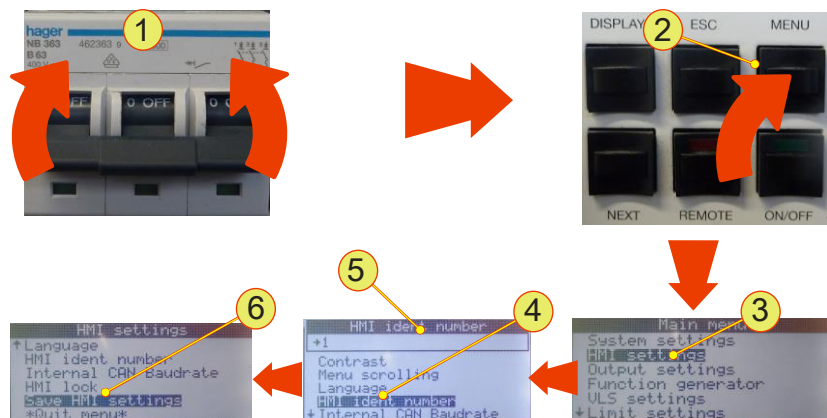 hager
NB 363
B 63
400 V
462363 9
1
0 OFF
DISPLAY
ESC
MENU
2
NEXT
REMOTE
ON/OFF
6
HMI settings
↑Language
HMI ident number
Internal CAN Baudrate
HMI lock
Save HMI settings
*Quit menu*
5
4
HMI ident number
→1
Contrast
Menu scrolling
Language
HMI ident number
↓Internal CAN Baudrate
3
Main menu
System settings
HMI settings
Output settings
Function generator
VLS settings
↓Limit settings